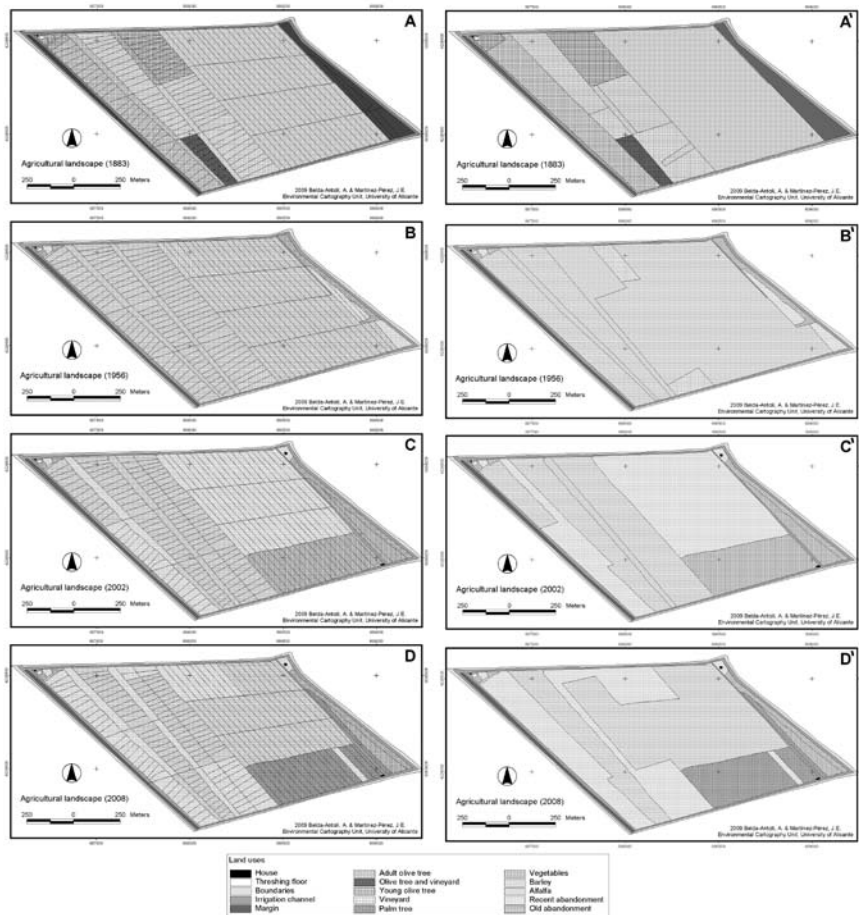 A
Agricultural landscape (1883)
250 0 250 Meters
2009 Belda-Antolí, A. & Martínez-Pérez, J.E.
Environmental Cartography Unit. University of Alicante
A'
Agricultural landscape (1883)
250 0 250 Meters
2009 Belda-Antolí, A. & Martínez-Pérez, J.E.
Environmental Cartography Unit. University of Alicante
B
Agricultural landscape (1956)
250 0 250 Meters
2009 Belda-Antolí, A. & Martínez-Pérez, J.E.
Environmental Cartography Unit. University of Alicante
B'
Agricultural landscape (1956)
250 0 250 Meters
2009 Belda-Antolí, A. & Martínez-Pérez, J.E.
Environmental Cartography Unit. University of Alicante
C
Agricultural landscape (2002)
250 0 250 Meters
2009 Belda-Antolí, A. & Martínez-Pérez, J.E.
Environmental Cartography Unit. University of Alicante
C'
Agricultural landscape (2002)
250 0 250 Meters
2009 Belda-Antolí, A. & Martínez-Pérez, J.E.
Environmental Cartography Unit. University of Alicante
D
Agricultural landscape (2008)
250 0 250 Meters
2009 Belda-Antolí, A. & Martínez-Pérez, J.E.
Environmental Cartography Unit. University of Alicante
D'
Agricultural landscape (2008)
250 0 250 Meters
2009 Belda-Antolí, A. & Martínez-Pérez, J.E.
Environmental Cartography Unit. University of Alicante
Land uses
House
Threshing floor
Boundaries
Irrigation channel
Margin
Adult olive tree
Olive tree and vineyard
Young olive tree
Vineyard
Palm tree
Vegetables
Barley
Alfalfa
Recent abandonment
Old abandonment